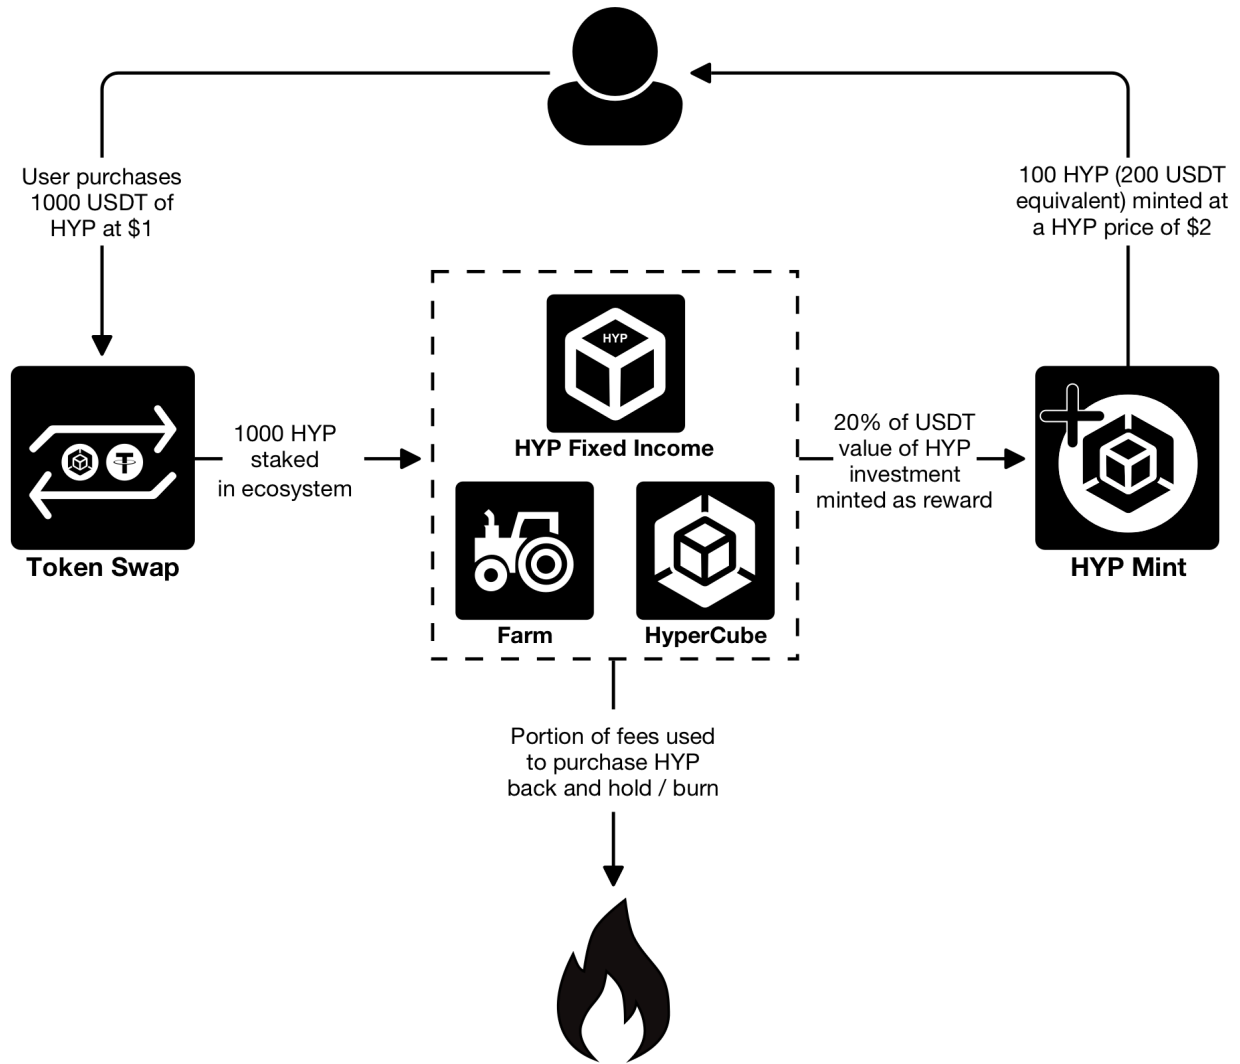 User purchases
1000 USDT of
HYP at $1
100 HYP (200 USDT
equivalent) minted at
a HYP price of $2
HYP
HYP Fixed Income
1000 HYP
staked
in ecosystem
20% of USDT
value of HYP
investment
minted as reward
Token Swap
Farm
HyperCube
HYP Mint
Portion of fees used
to purchase HYP
back and hold / burn